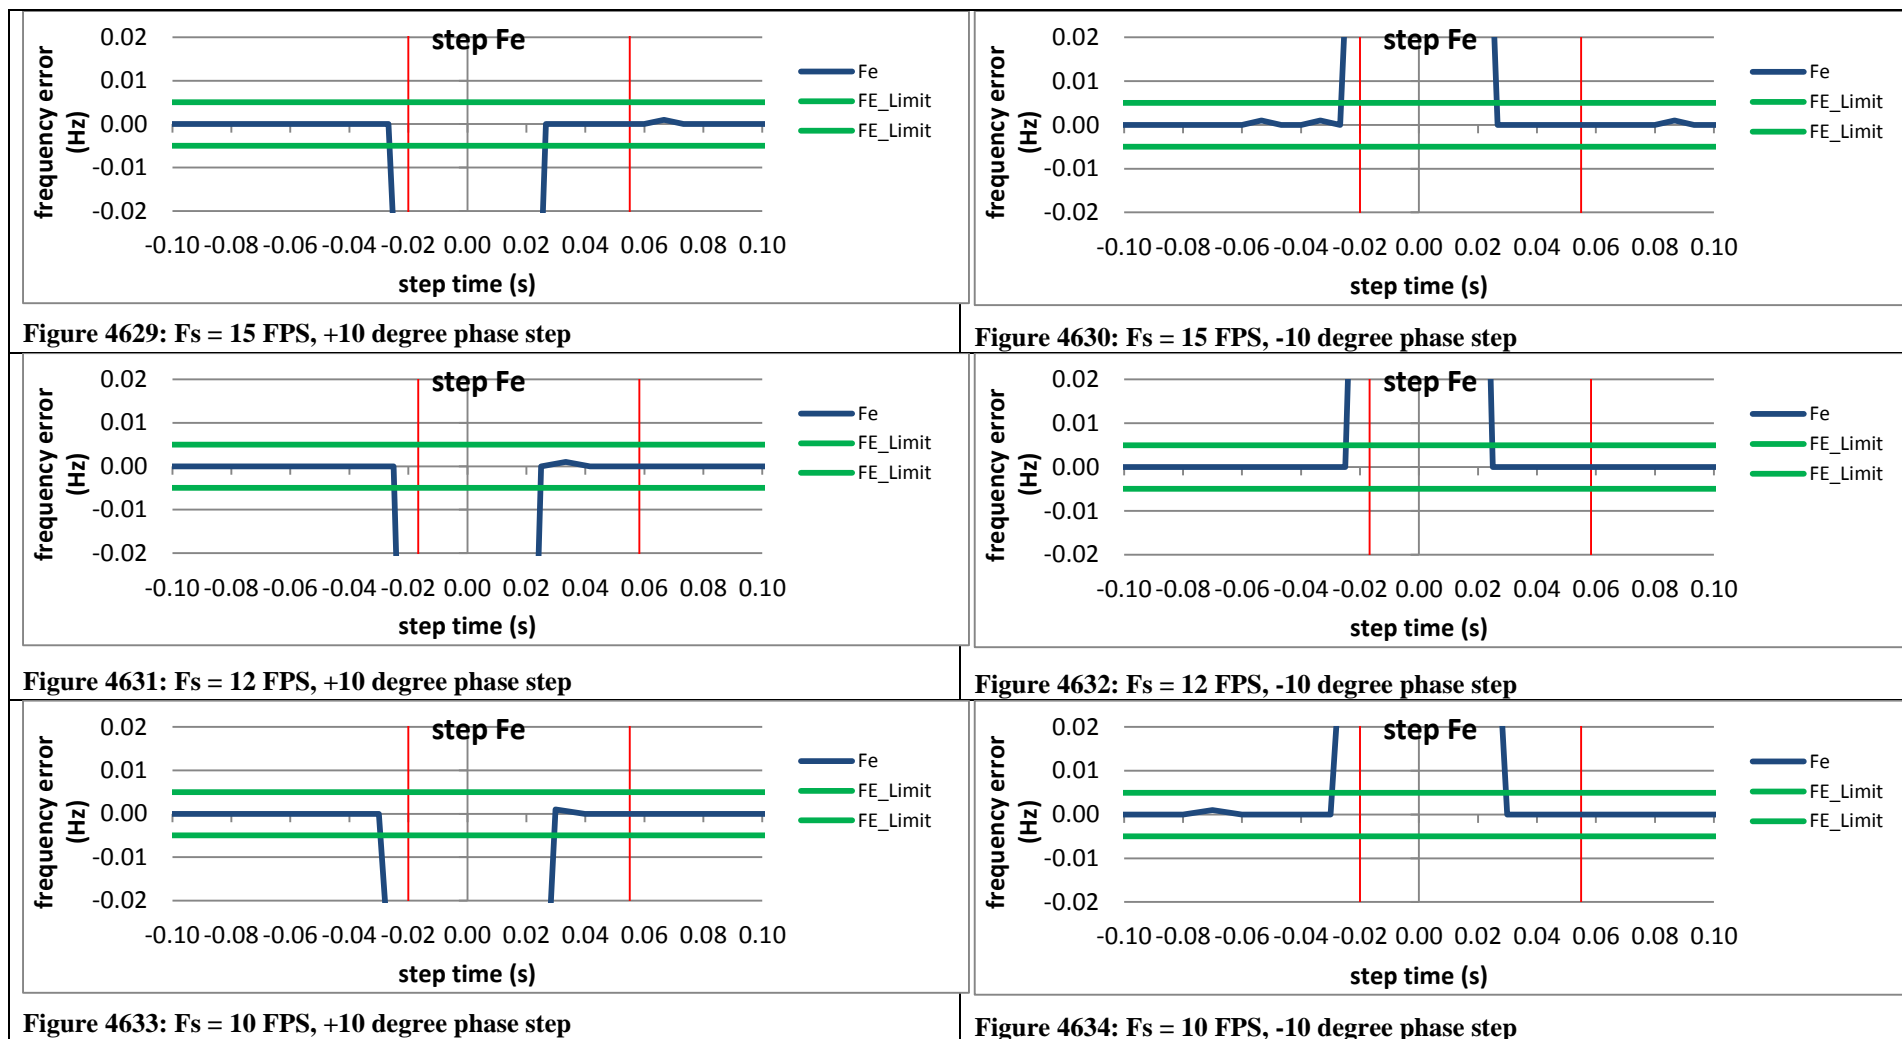 step Fe
0.02
0.01
0.00
-0.01
-0.02
frequency error
(Hz)
-0.10 -0.08 -0.06 -0.04 -0.02 0.00 0.02 0.04 0.06 0.08 0.10
step time (s)
Fe
FE_Limit
FE_Limit
Figure 4629: Fs = 15 FPS, +10 degree phase step
step Fe
0.02
0.01
0.00
-0.01
-0.02
frequency error
(Hz)
-0.10 -0.08 -0.06 -0.04 -0.02 0.00 0.02 0.04 0.06 0.08 0.10
step time (s)
Fe
FE_Limit
FE_Limit
Figure 4630: Fs = 15 FPS, -10 degree phase step
step Fe
0.02
0.01
0.00
-0.01
-0.02
frequency error
(Hz)
-0.10 -0.08 -0.06 -0.04 -0.02 0.00 0.02 0.04 0.06 0.08 0.10
step time (s)
Fe
FE_Limit
FE_Limit
Figure 4631: Fs = 12 FPS, +10 degree phase step
step Fe
0.02
0.01
0.00
-0.01
-0.02
frequency error
(Hz)
-0.10 -0.08 -0.06 -0.04 -0.02 0.00 0.02 0.04 0.06 0.08 0.10
step time (s)
Fe
FE_Limit
FE_Limit
Figure 4632: Fs = 12 FPS, -10 degree phase step
step Fe
0.02
0.01
0.00
-0.01
-0.02
frequency error
(Hz)
-0.10 -0.08 -0.06 -0.04 -0.02 0.00 0.02 0.04 0.06 0.08 0.10
step time (s)
Fe
FE_Limit
FE_Limit
Figure 4633: Fs = 10 FPS, +10 degree phase step
step Fe
0.02
0.01
0.00
-0.01
-0.02
frequency error
(Hz)
-0.10 -0.08 -0.06 -0.04 -0.02 0.00 0.02 0.04 0.06 0.08 0.10
step time (s)
Fe
FE_Limit
FE_Limit
Figure 4634: Fs = 10 FPS, -10 degree phase step